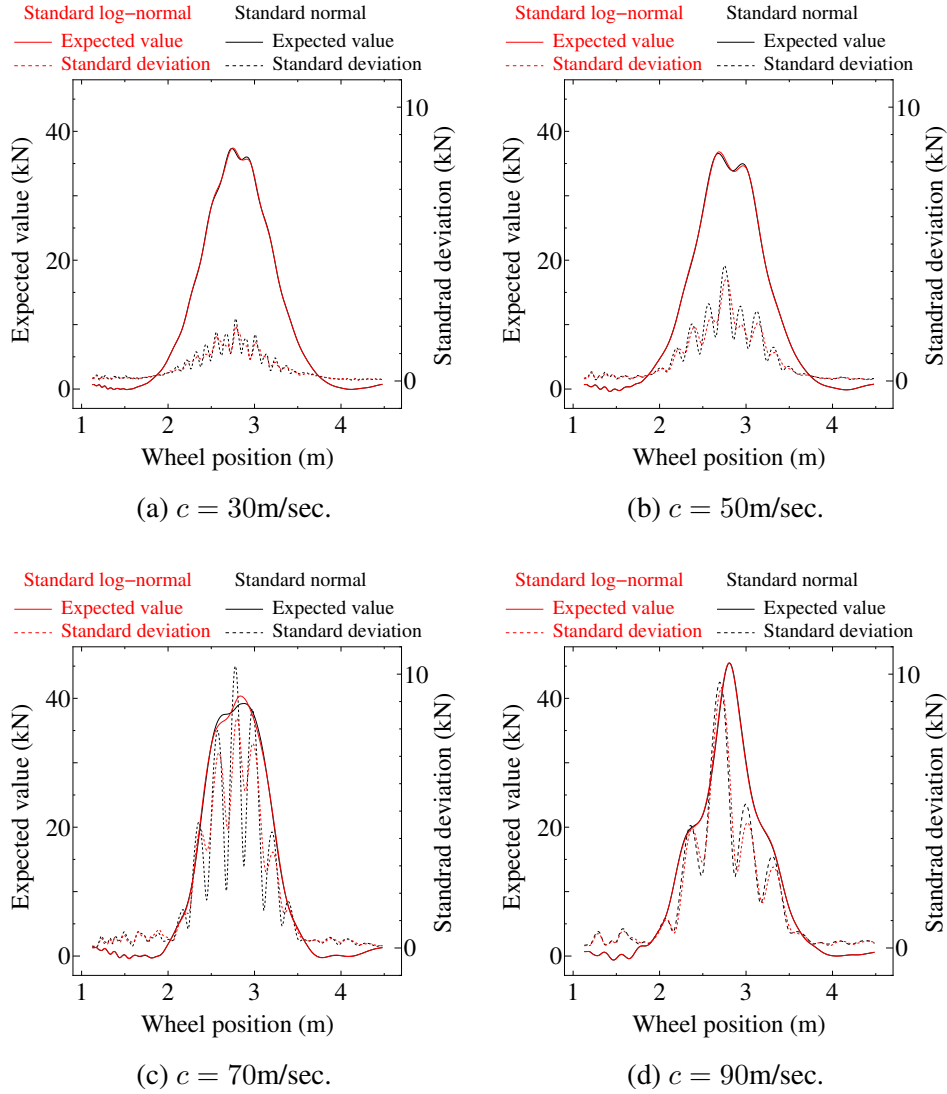 Standard log−normal Standard normal
Expected value Expected value
Standard deviation Standard deviation
40
20
0
10
0
Expected value (kN)
Standrad deviation (kN)
1 2 3 4
Wheel position (m)
(a) c = 30m/sec.
Standard log−normal Standard normal
Expected value Expected value
Standard deviation Standard deviation
40
20
0
10
0
Expected value (kN)
Standrad deviation (kN)
1 2 3 4
Wheel position (m)
(b) c = 50m/sec.
Standard log−normal Standard normal
Expected value Expected value
Standard deviation Standard deviation
40
20
0
10
0
Expected value (kN)
Standrad deviation (kN)
1 2 3 4
Wheel position (m)
(c) c = 70m/sec.
Standard log−normal Standard normal
Expected value Expected value
Standard deviation Standard deviation
40
20
0
10
0
Expected value (kN)
Standrad deviation (kN)
1 2 3 4
Wheel position (m)
(d) c = 90m/sec.